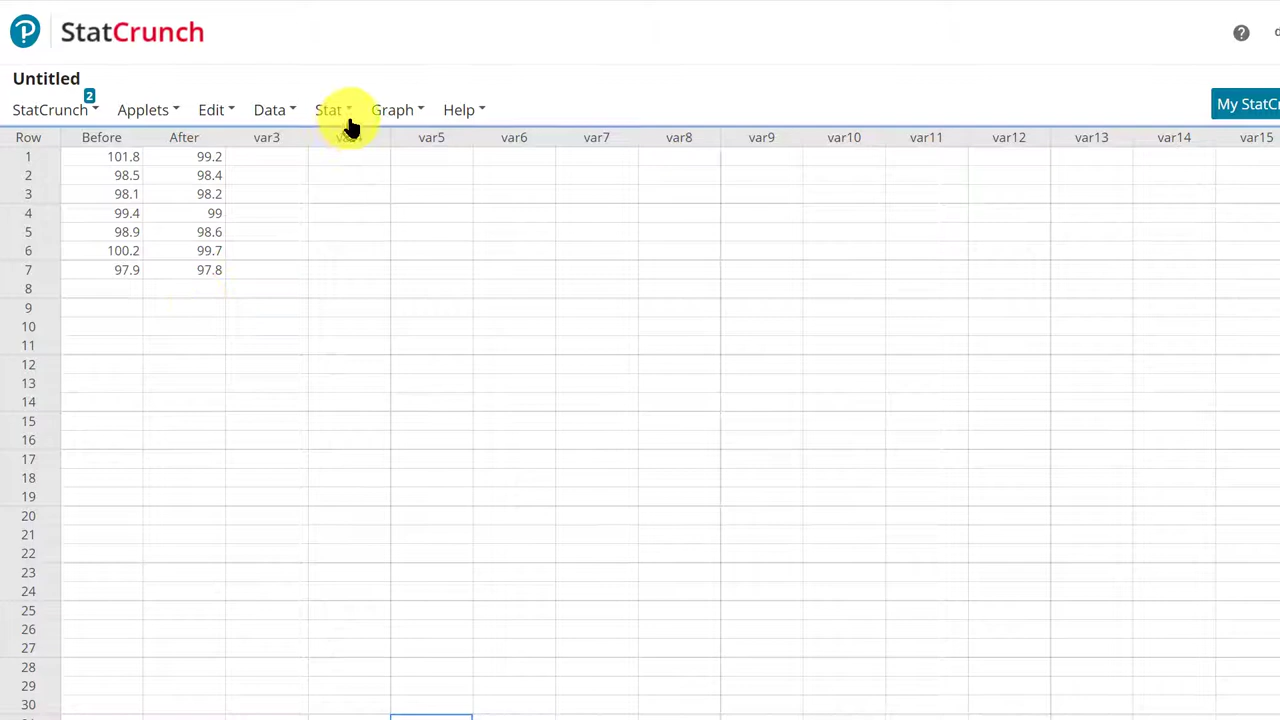 StatCrunch
d
Untitled
2
StatCrunch Applets Edit Data Stat Graph Help
My StatCr
Row Before After var3 var5 var6 var7 var8 var9 var10 var11 var12 var13 var14 var15
1 101.8 99.2
2 98.5 98.4
3 98.1 98.2
4 99.4 99
5 98.9 98.6
6 100.2 99.7
7 97.9 97.8
8
9
10
11
12
13
14
15
16
17
18
19
20
21
22
23
24
25
26
27
28
29
30